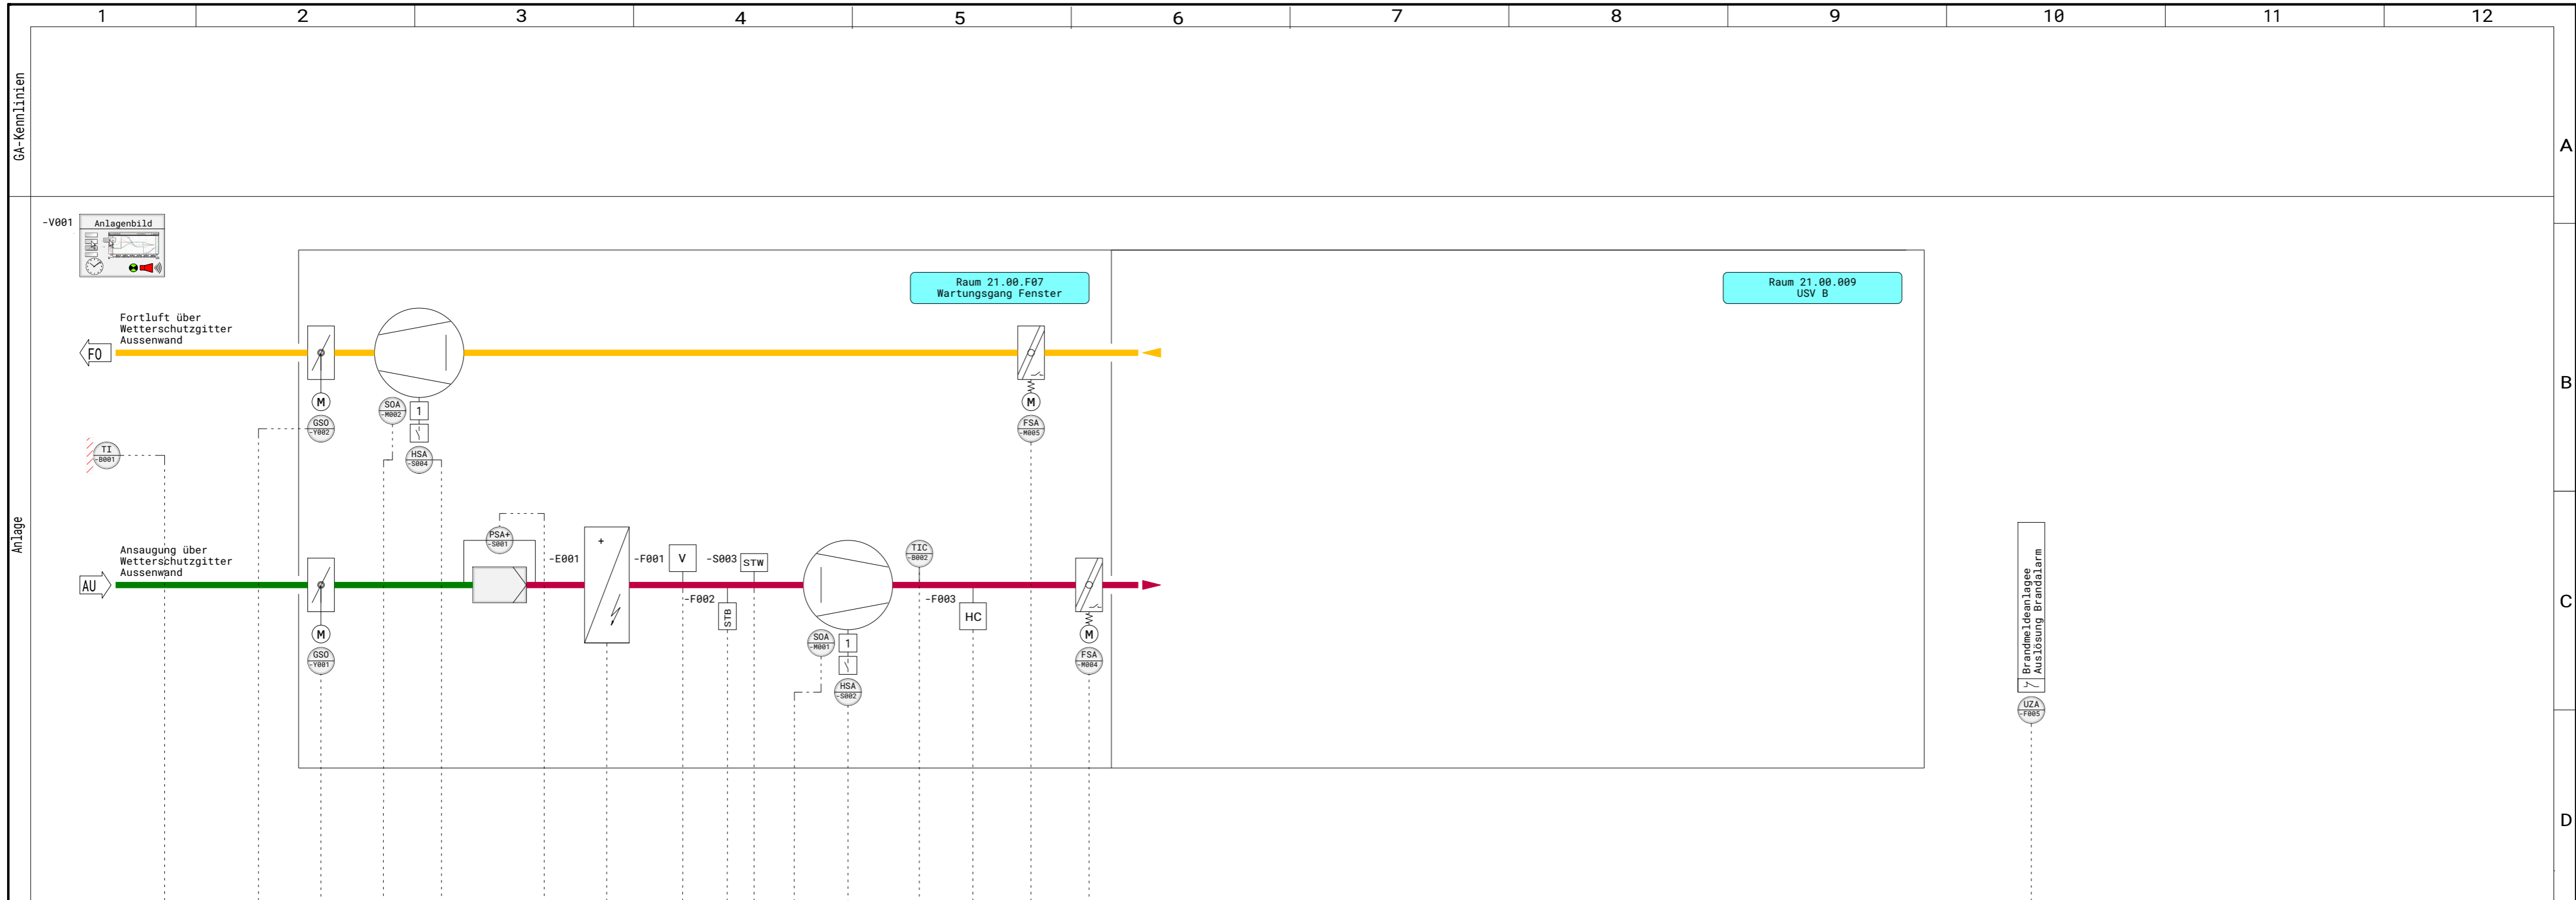 1 2 3 4 5 6 7 8 9 10 11 12
GA-Kennlinien
A
-V001
Anlagenbild
Raum 21.00.F07
Wartungsgang Fenster
Raum 21.00.009
USV B
Fortluft über
Wetterschutzgitter
Aussenwand
FO
M
SOA
-M002
1
M
B
GSO
-Y002
FSA
-M005
TI
-B001
HSA
-S004
Anlage
PSA+
-S001
Ansaugung über
Wetterschutzgitter
Aussenwand
AU
-E001
+
-F001
V
-S003
STW
TIC
-B002
-F002
STB
-F003
HC
Brandmeldeanlagee
Auslösung Brandalarm
C
M
GSO
-Y001
SOA
-M001
1
M
FSA
-M004
HSA
-S002
UZA
-F005
D